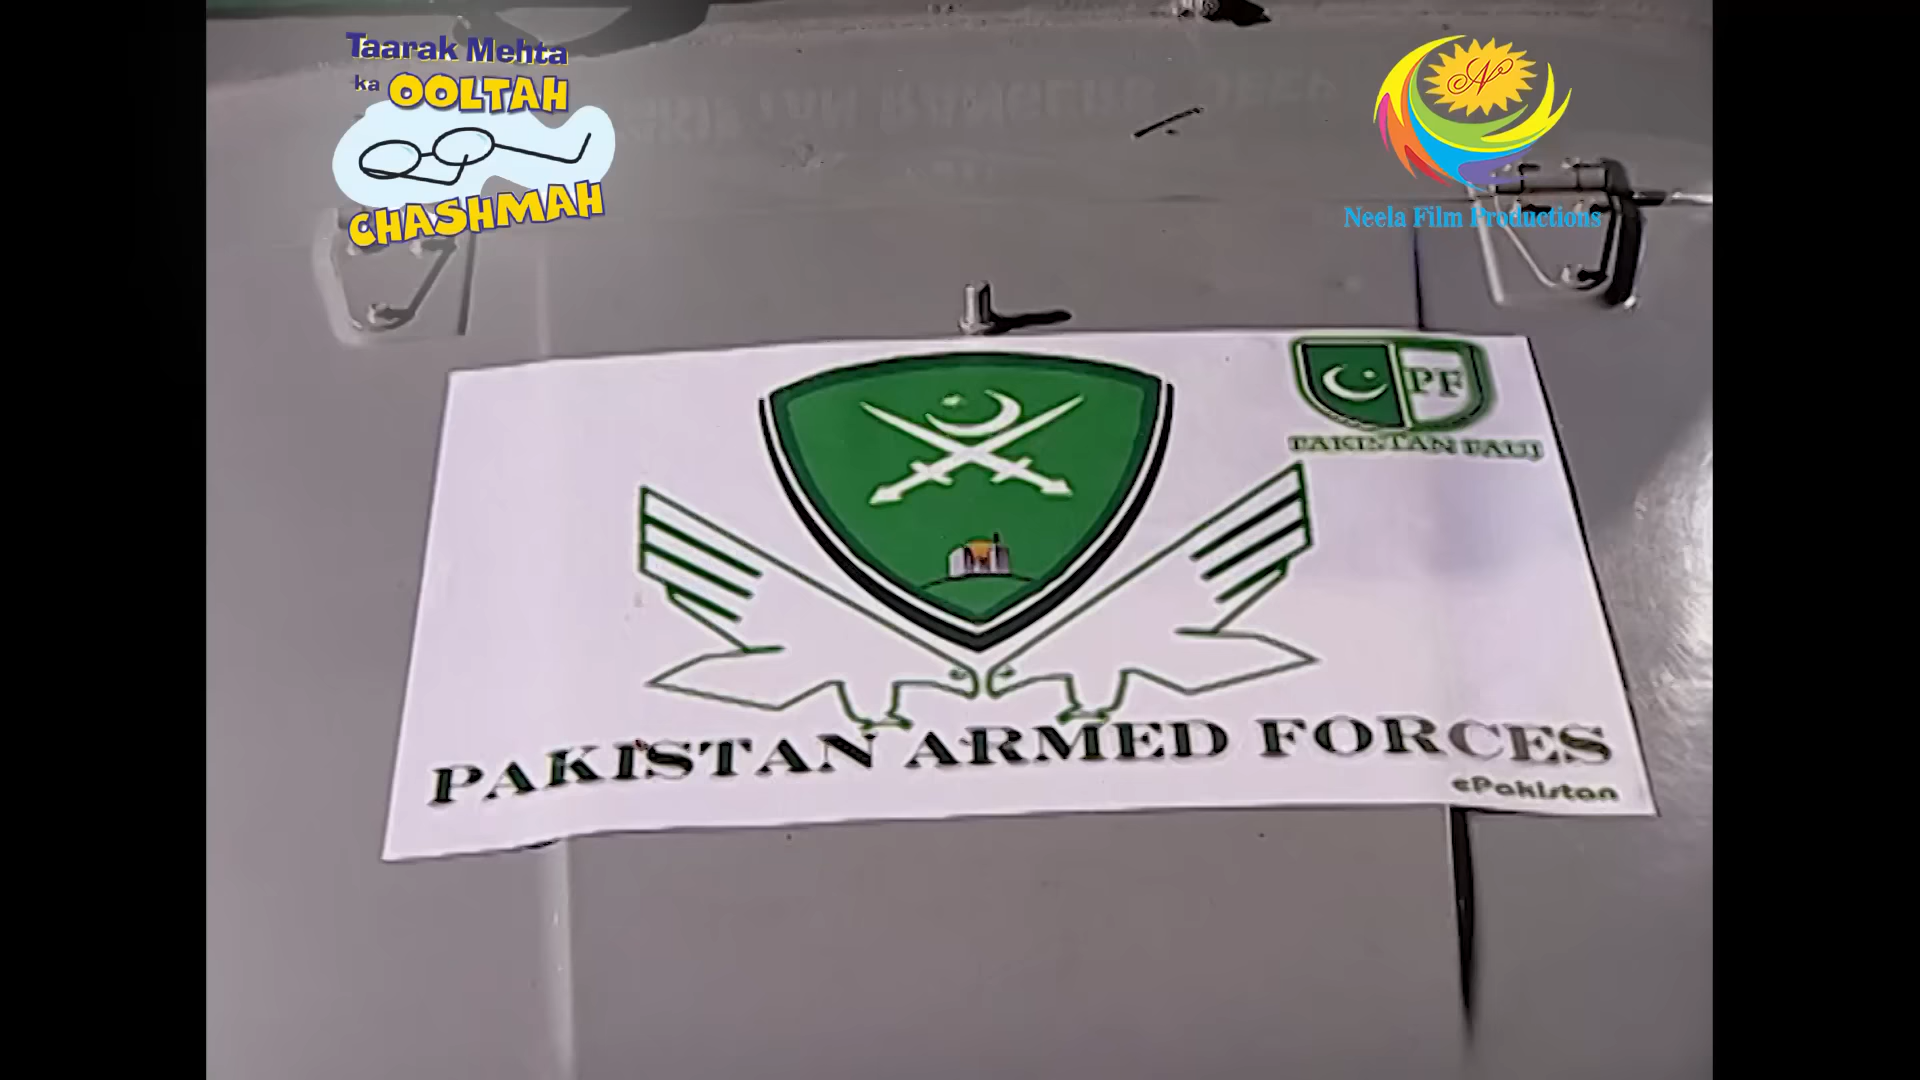 Taarak Mehta
ka OOLTAH
CHASHMAH
N
Neela Film Productions
PF
PAKISTAN FAUJ
PAKISTAN ARMED FORCES
ePakistan